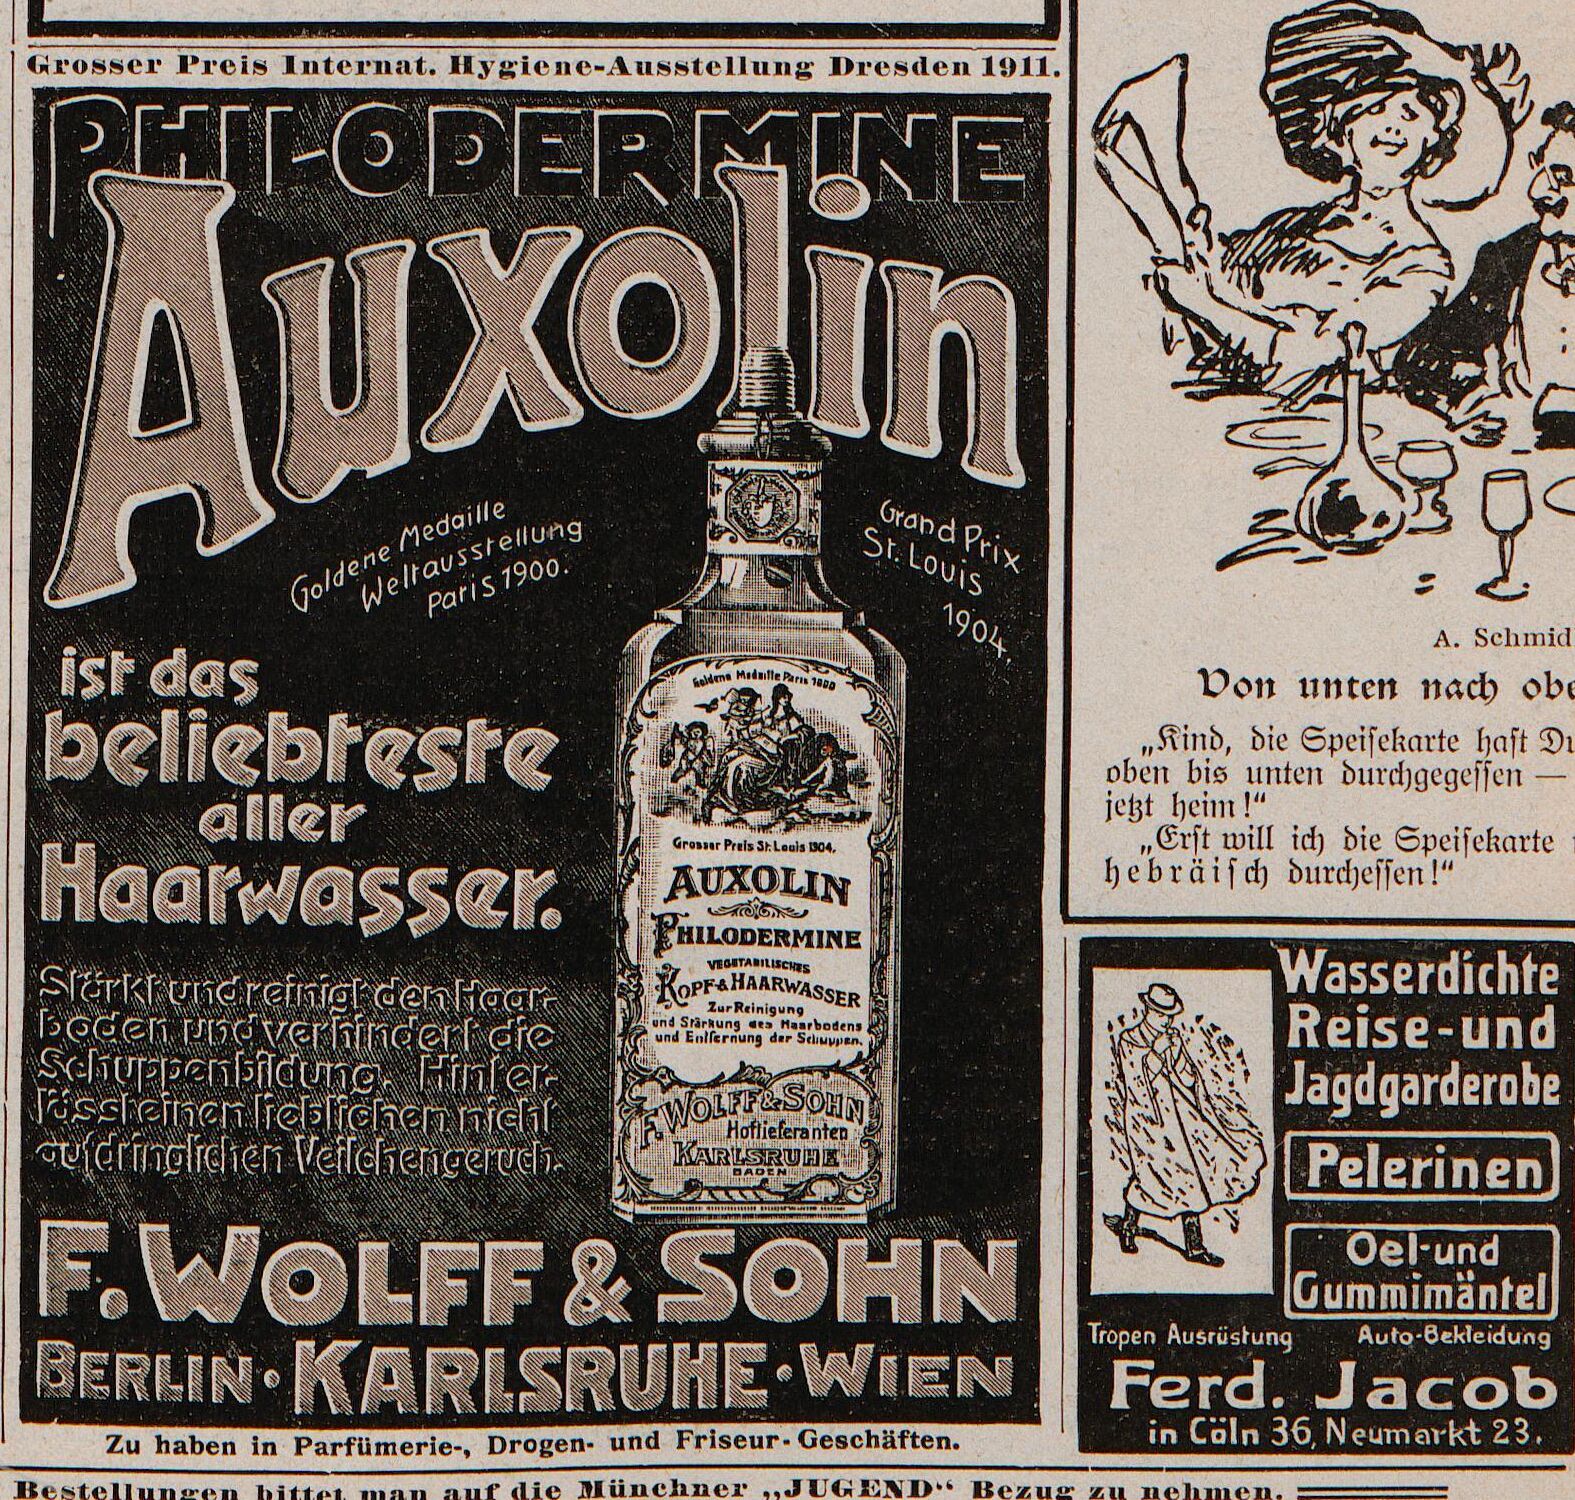 Grosser Preis Internat. Hygiene-Ausstellung Dresden 1911.
PHILODERMINE
Auxolin
Goldene Medaille
Weltausstellung
Paris 1900.
Grand Prix
St. Louis
1904.
ist das
beliebteste
aller
Haarwasser.
Stärkt und reinigt den Haar-
boden und verhindert die
Schuppenbildung. Hinter-
lässt einen lieblichen nicht
aufdringlichen Veilchengeruch.
Goldene Medaille Paris 1900
Grosser Preis St. Louis 1904.
AUXOLIN
PHILODERMINE
VEGETABILISCHES
KOPF & HAARWASSER
Zur Reinigung
und Stärkung des Haarbodens
und Entfernung der Schuppen.
F. WOLFF & SOHN
Hoflieferanten
KARLSRUHE
BADEN
F. WOLFF & SOHN
BERLIN · KARLSRUHE · WIEN
Zu haben in Parfümerie-, Drogen- und Friseur-Geschäften.
A. Schmid
Von unten nach obe
„Kind, die Speisekarte hast Du
oben bis unten durchgegessen —
jetzt heim!“
„Erst will ich die Speisekarte
hebräisch durchessen!“
Wasserdichte
Reise- und
Jagdgarderobe
Pelerinen
Oel- und
Gummimäntel
Tropen Ausrüstung Auto-Bekleidung
Ferd. Jacob
in Cöln 36, Neumarkt 23.
Bestellungen bittet man auf die Münchner „JUGEND“ Bezug zu nehmen.